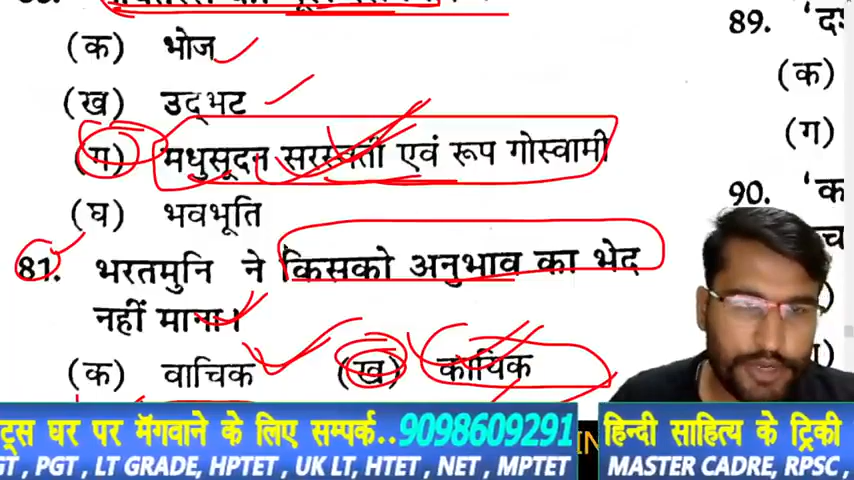 (क) भोज
(ख) उद्भट
(ग) मधुसूदन सरस्वती एवं रूप गोस्वामी
(घ) भवभूति
81. भरतमुनि ने किसको अनुभाव का भेद
नहीं माना।
(क) वाचिक (ख) कायिक
89. 'दश
(क)
(ग)
90. 'क
ट्स घर पर मॅगवाने के लिए सम्पर्क..9098609291
GT , PGT , LT GRADE, HPTET , UK LT, HTET , NET , MPTET
हिन्दी साहित्य के ट्रिकी
MASTER CADRE, RPSC ,